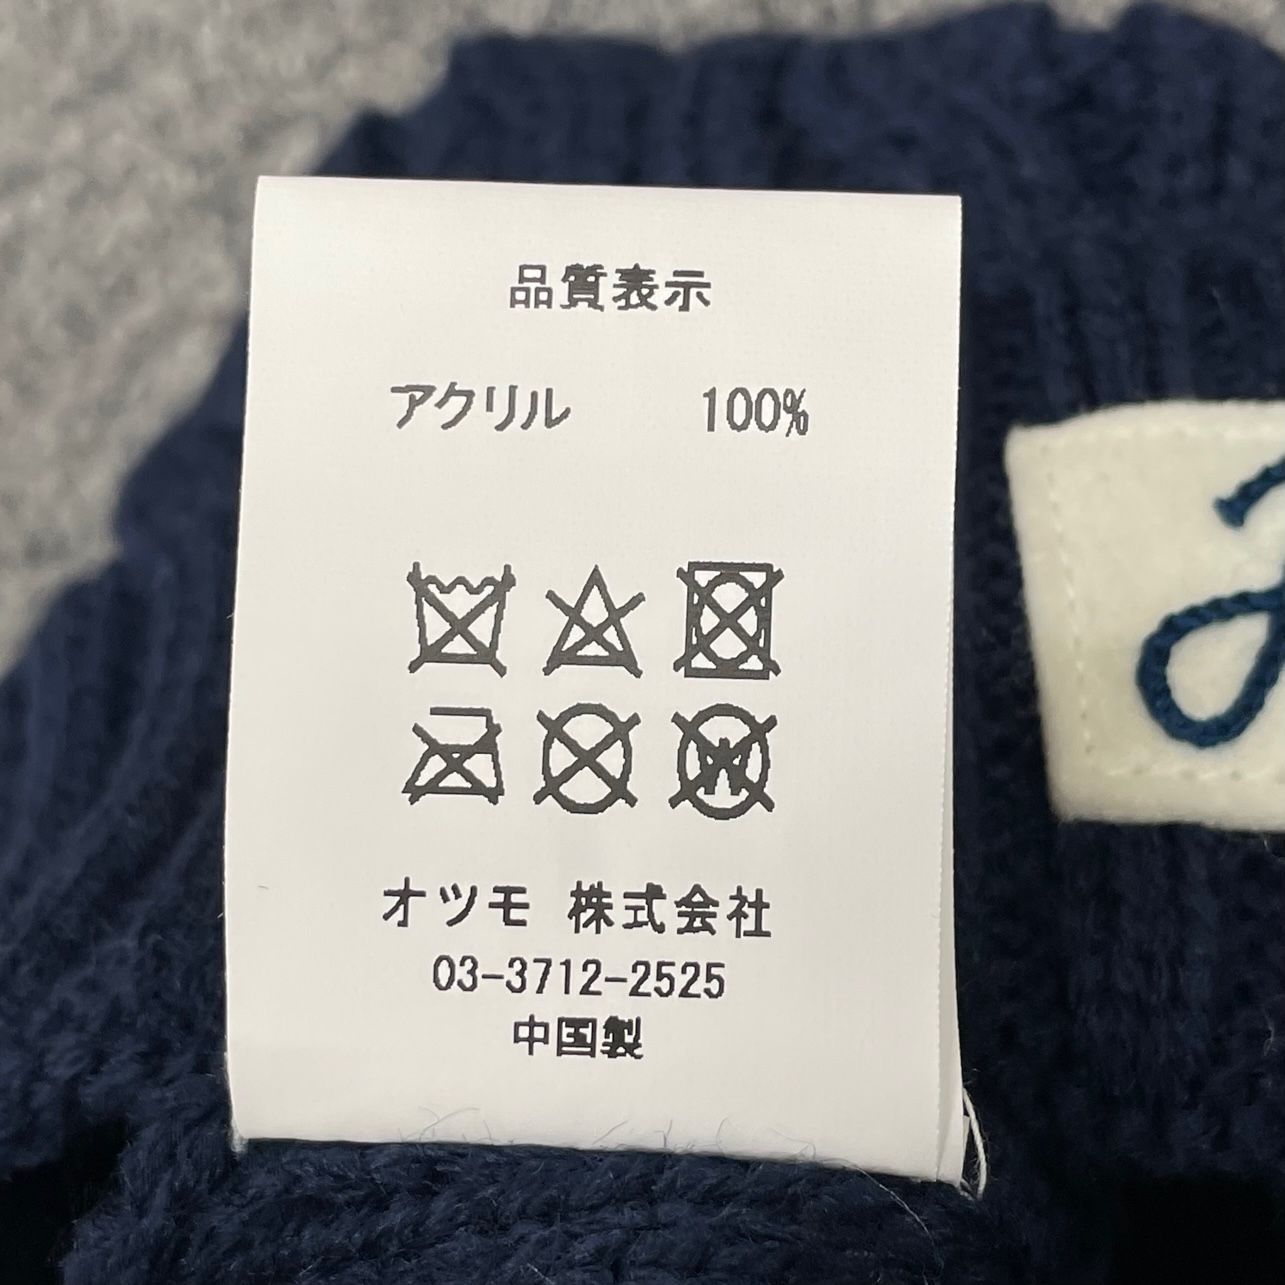 品質表示
アクリル 100%
オツモ 株式会社
03-3712-2525
中国製